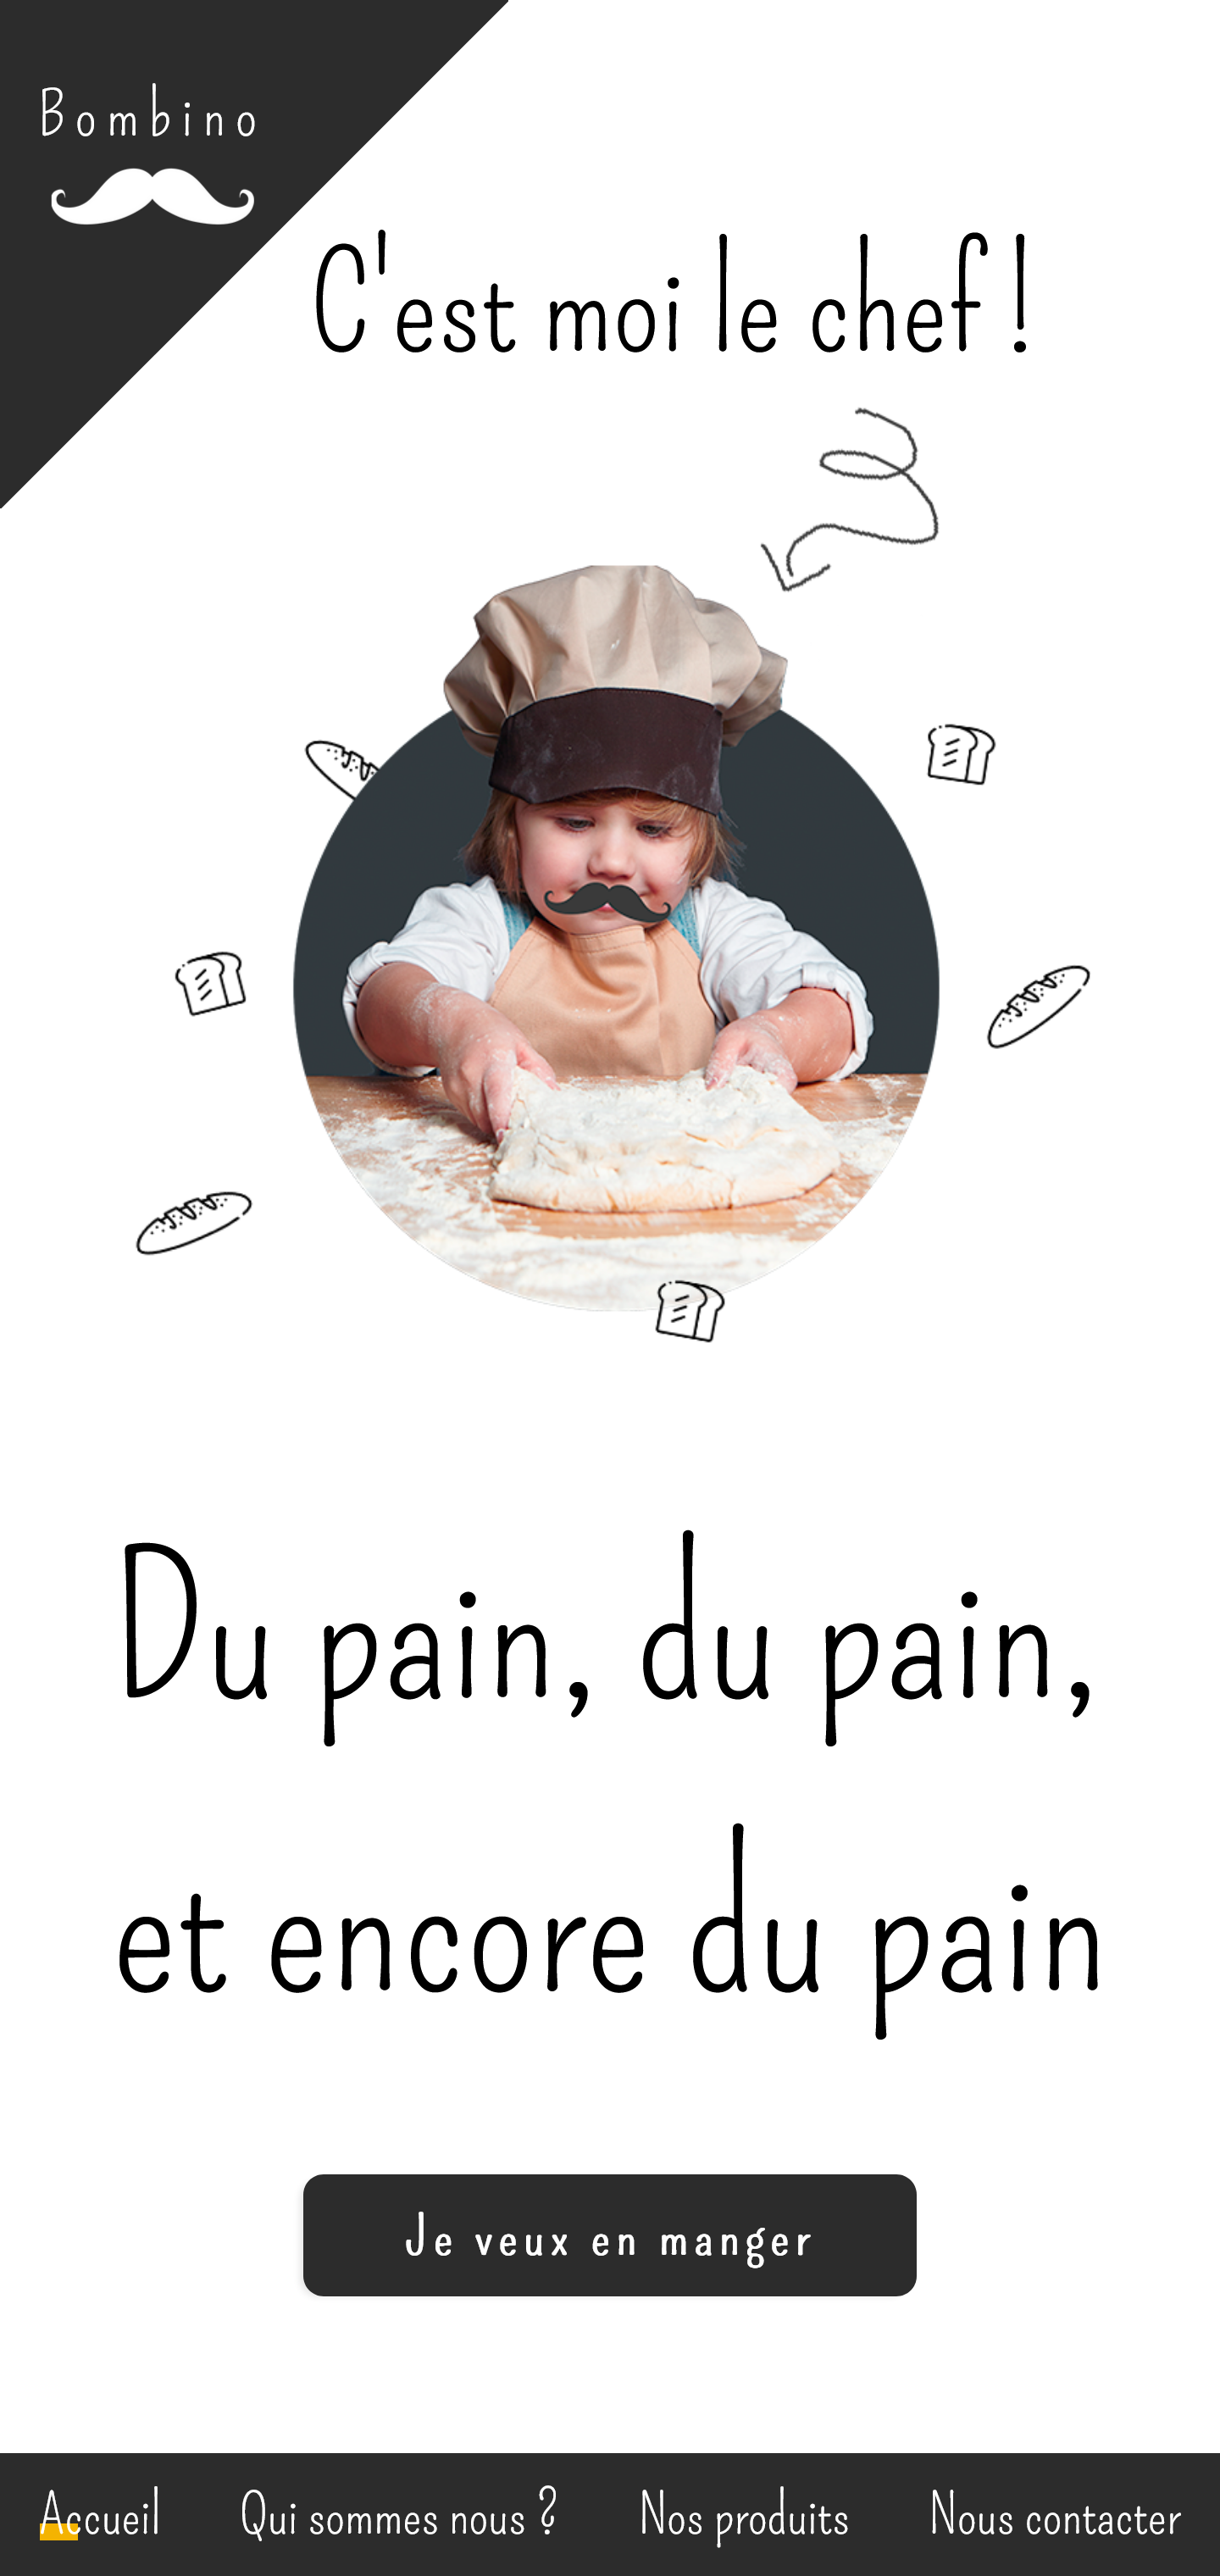 Bombino
C'est moi le chef !
Du pain, du pain,
et encore du pain
Je veux en manger
Accueil
Qui sommes nous ?
Nos produits
Nous contacter